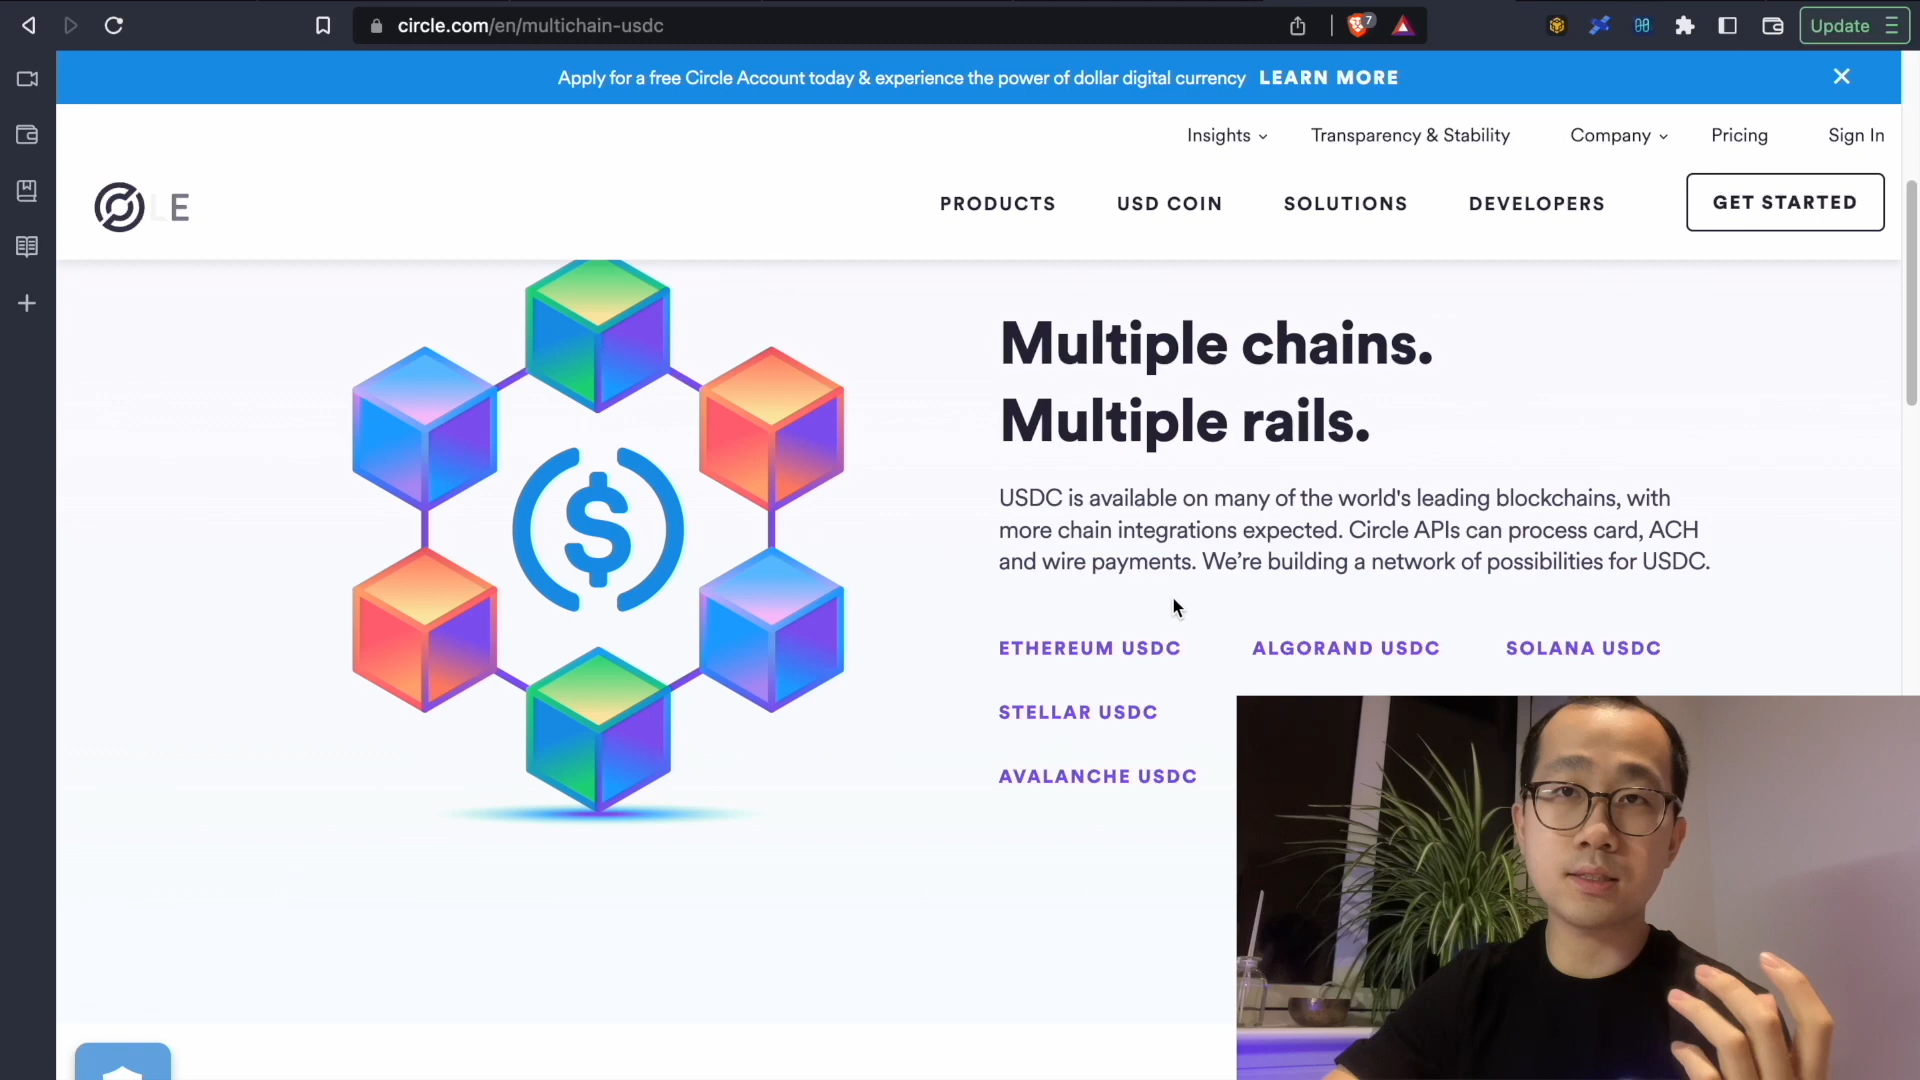 circle.com/en/multichain-usdc
7
Update
Apply for a free Circle Account today & experience the power of dollar digital currency LEARN MORE
Insights
Transparency & Stability
Company
Pricing
Sign In
LE
PRODUCTS
USD COIN
SOLUTIONS
DEVELOPERS
GET STARTED
Multiple chains.
Multiple rails.
USDC is available on many of the world's leading blockchains, with
more chain integrations expected. Circle APIs can process card, ACH
and wire payments. We’re building a network of possibilities for USDC.
ETHEREUM USDC
ALGORAND USDC
SOLANA USDC
STELLAR USDC
AVALANCHE USDC
$